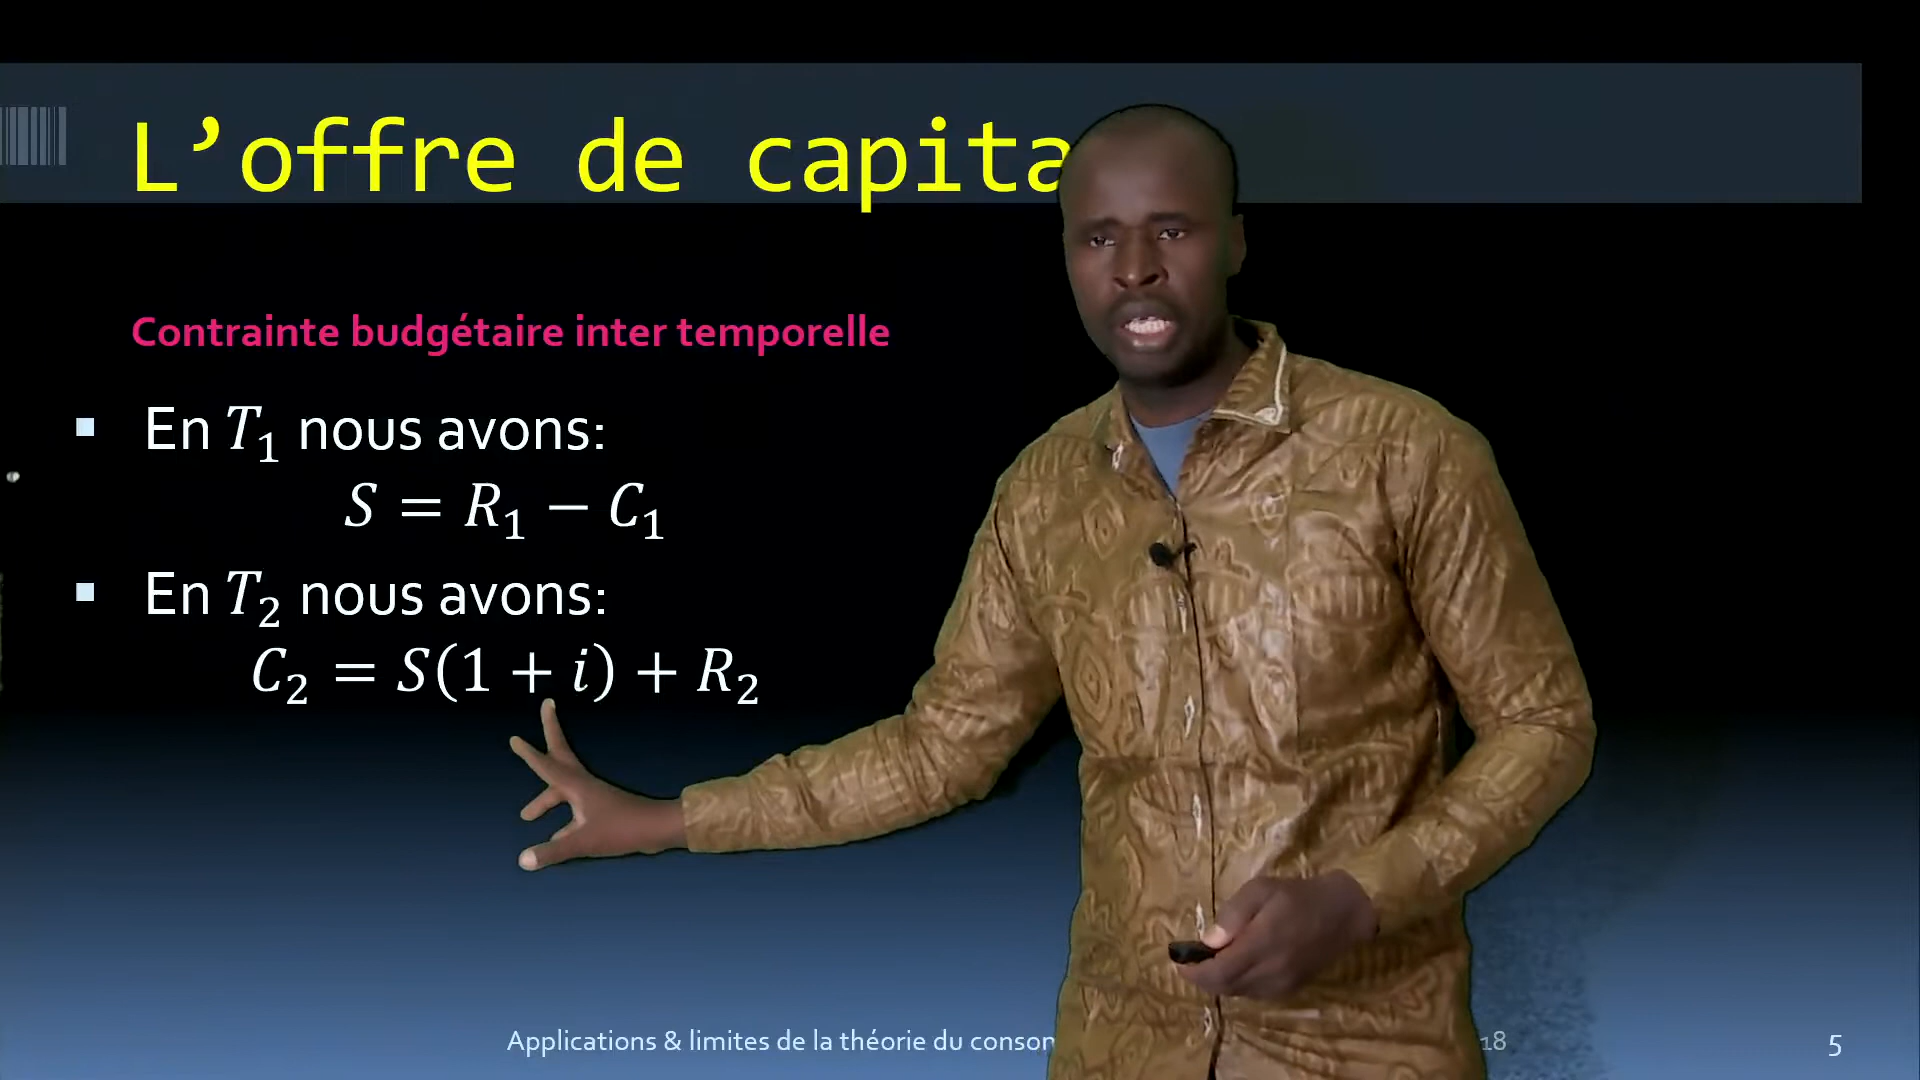 L’offre de capita
Contrainte budgétaire inter temporelle
En T₁ nous avons:
S = R₁ − C₁
En T₂ nous avons:
C₂ = S(1 + i) + R₂
Applications & limites de la théorie du 18
5